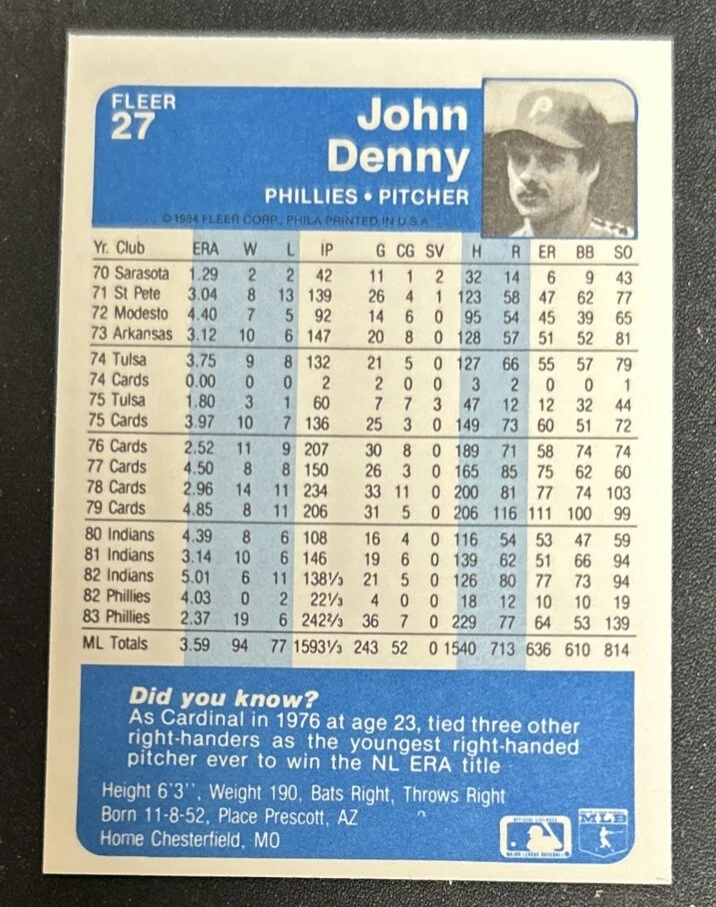 FLEER
27
John
Denny
PHILLIES • PITCHER
© 1984 FLEER CORP., PHILA PRINTED IN U.S.A.
Yr. Club ERA W L IP G CG SV H R ER BB SO
70 Sarasota 1.29 2 2 42 11 1 2 32 14 6 9 43
71 St Pete 3.04 8 13 139 26 4 1 123 58 47 62 77
72 Modesto 4.40 7 5 92 14 6 0 95 54 45 39 65
73 Arkansas 3.12 10 6 147 20 8 0 128 57 51 52 81
74 Tulsa 3.75 9 8 132 21 5 0 127 66 55 57 79
74 Cards 0.00 0 0 2 2 0 0 3 2 0 0 1
75 Tulsa 1.80 3 1 60 7 7 3 47 12 12 32 44
75 Cards 3.97 10 7 136 25 3 0 149 73 60 51 72
76 Cards 2.52 11 9 207 30 8 0 189 71 58 74 74
77 Cards 4.50 8 8 150 26 3 0 165 85 75 62 60
78 Cards 2.96 14 11 234 33 11 0 200 81 77 74 103
79 Cards 4.85 8 11 206 31 5 0 206 116 111 100 99
80 Indians 4.39 8 6 108 16 4 0 116 54 53 47 59
81 Indians 3.14 10 6 146 19 6 0 139 62 51 66 94
82 Indians 5.01 6 11 138⅓ 21 5 0 126 80 77 73 94
82 Phillies 4.03 0 2 22⅓ 4 0 0 18 12 10 10 19
83 Phillies 2.37 19 6 242⅔ 36 7 0 229 77 64 53 139
ML Totals 3.59 94 77 1593⅓ 243 52 0 1540 713 636 610 814
Did you know?
As Cardinal in 1976 at age 23, tied three other
right-handers as the youngest right-handed
pitcher ever to win the NL ERA title
Height 6'3'', Weight 190, Bats Right, Throws Right
Born 11-8-52, Place Prescott, AZ
Home Chesterfield, MO
MAJOR LEAGUE BASEBALL